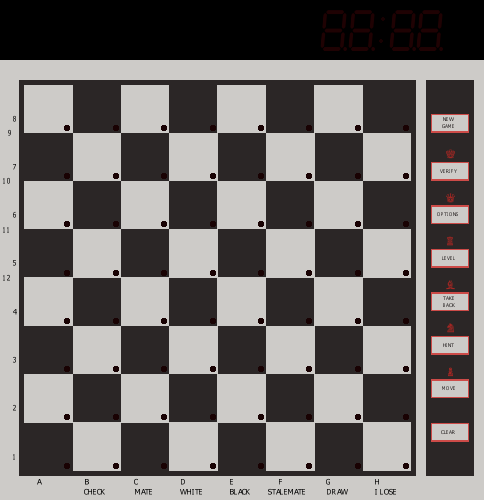 88:88
8
9
NEW
GAME
7
VERIFY
10
6
OPTIONS
11
5
LEVEL
12
4
TAKE
BACK
3
HINT
2
MOVE
1
CLEAR
A B C D E F G H
CHECK MATE WHITE BLACK STALEMATE DRAW I LOSE